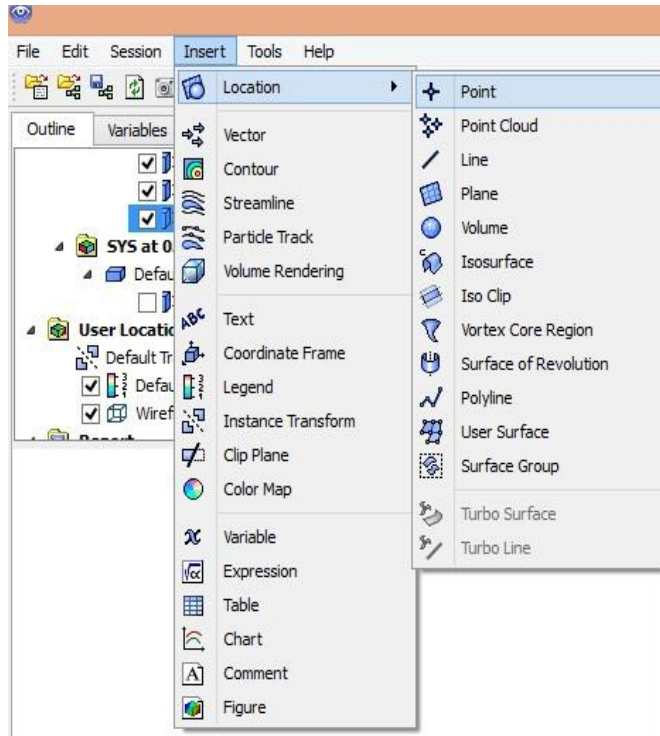 File Edit Session Insert Tools Help
Outline Variables
SYS at 0
Defau
User Locatio
Default Tr
Defau
Wiref
Location
Vector
Contour
Streamline
Particle Track
Volume Rendering
ABC Text
Coordinate Frame
Legend
Instance Transform
Clip Plane
Color Map
Variable
Expression
Table
Chart
Comment
Figure
Point
Point Cloud
Line
Plane
Volume
Isosurface
Iso Clip
Vortex Core Region
Surface of Revolution
Polyline
User Surface
Surface Group
Turbo Surface
Turbo Line